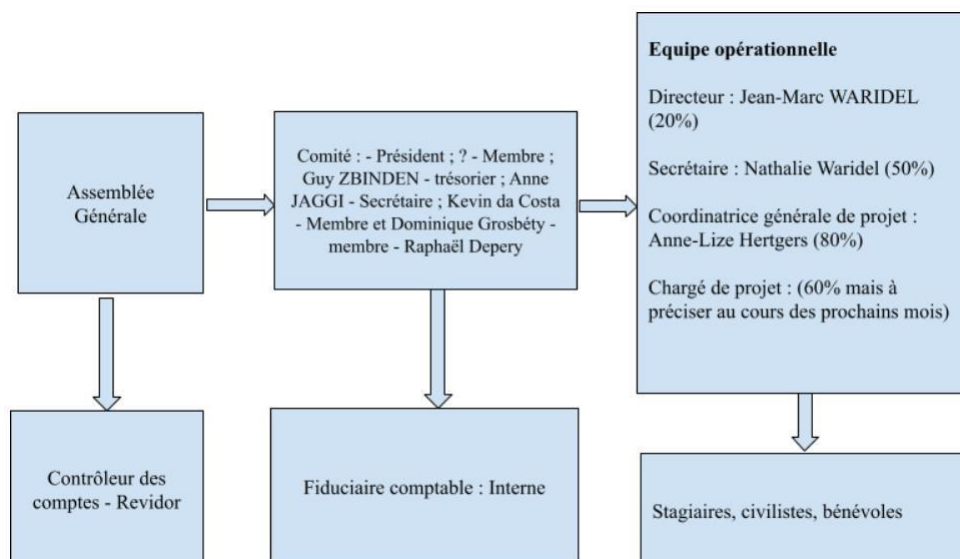 Assemblée
Générale
Comité : - Président ; ? - Membre ;
Guy ZBINDEN - trésorier ; Anne
JAGGI - Secrétaire ; Kevin da Costa
- Membre et Dominique Grosbéty -
membre - Raphaël Depery
Equipe opérationnelle
Directeur : Jean-Marc WARIDEL
(20%)
Secrétaire : Nathalie Waridel (50%)
Coordinatrice générale de projet :
Anne-Lize Hertgers (80%)
Chargé de projet : (60% mais à
préciser au cours des prochains mois)
Contrôleur des
comptes - Revidor
Fiduciaire comptable : Interne
Stagiaires, civilistes, bénévoles